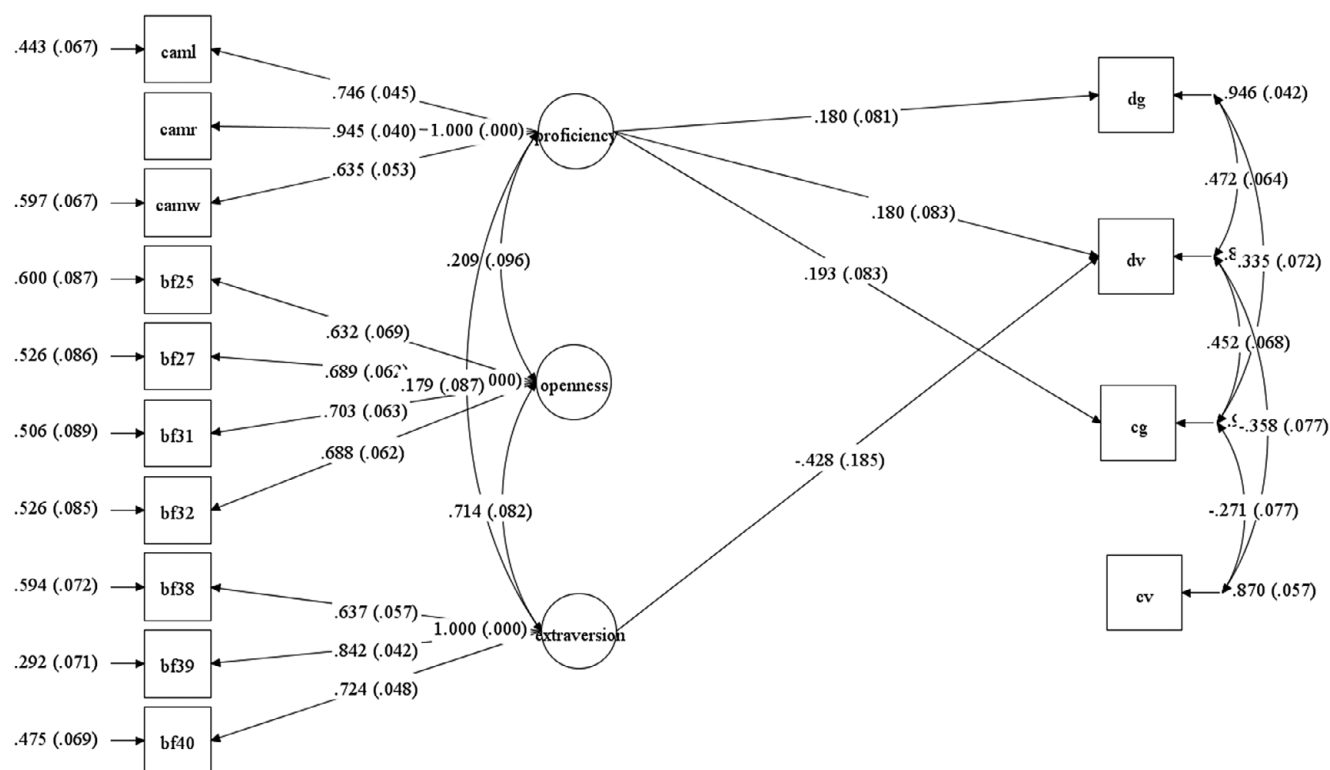 .443 (.067)
caml
.746 (.045)
camr
.945 (.040)
1.000 (.000)
proficiency
.635 (.053)
.597 (.067)
camw
.600 (.087)
bf25
.209 (.096)
.632 (.069)
.526 (.086)
bf27
.689 (.062
.179 (.087)
000)
openness
.703 (.063)
.506 (.089)
bf31
.688 (.062)
.526 (.085)
bf32
.714 (.082)
.594 (.072)
bf38
.637 (.057)
1.000 (.000)
extraversion
.842 (.042)
.292 (.071)
bf39
.724 (.048)
.475 (.069)
bf40
.180 (.081)
dg
.946 (.042)
.472 (.064)
.180 (.083)
dv
.335 (.072)
.193 (.083)
.452 (.068)
cg
-.358 (.077)
-.428 (.185)
-.271 (.077)
cv
.870 (.057)